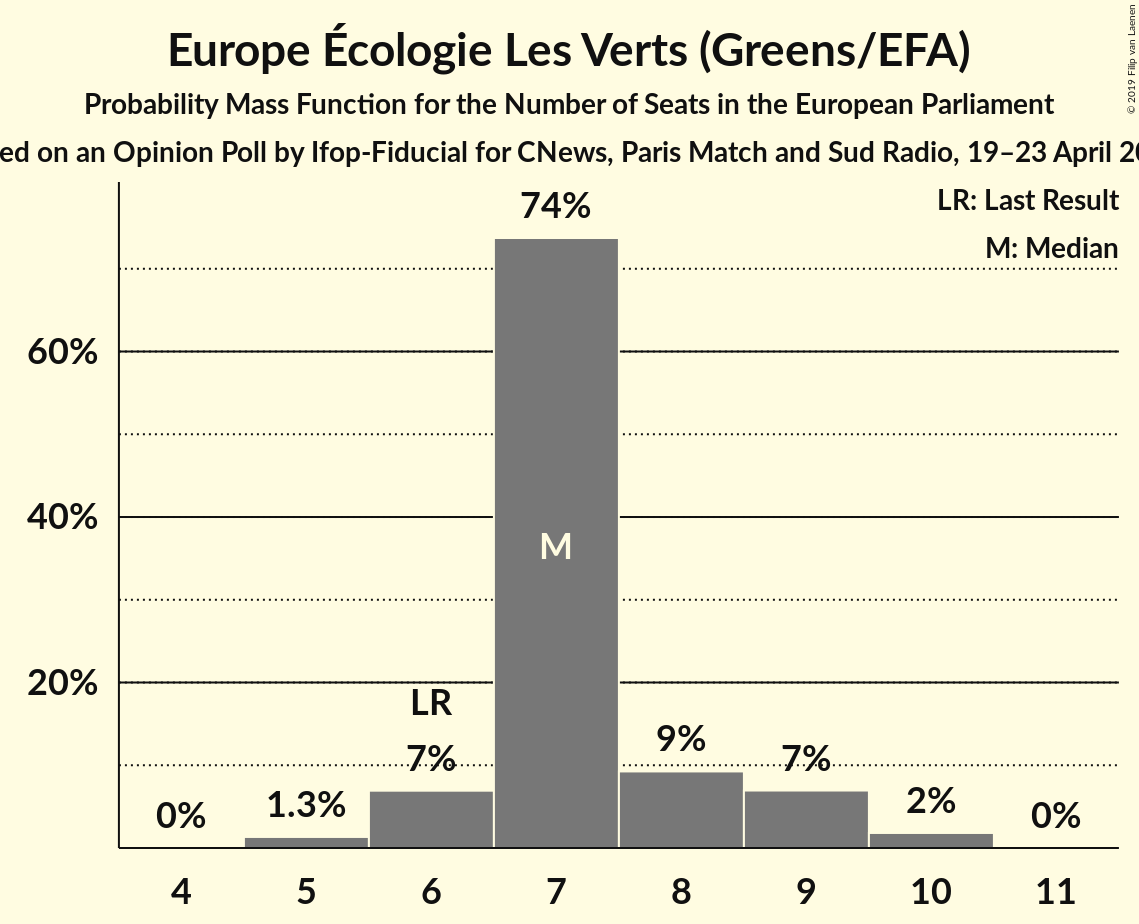 Europe Écologie Les Verts (Greens/EFA)
Probability Mass Function for the Number of Seats in the European Parliament
ed on an Opinion Poll by Ifop-Fiducial for CNews, Paris Match and Sud Radio, 19–23 April 20
© 2019 Filip van Laenen
LR: Last Result
M: Median
74%
60%
40%
M
20%
LR
7%
9%
7%
0%
1.3%
2%
0%
4 5 6 7 8 9 10 11